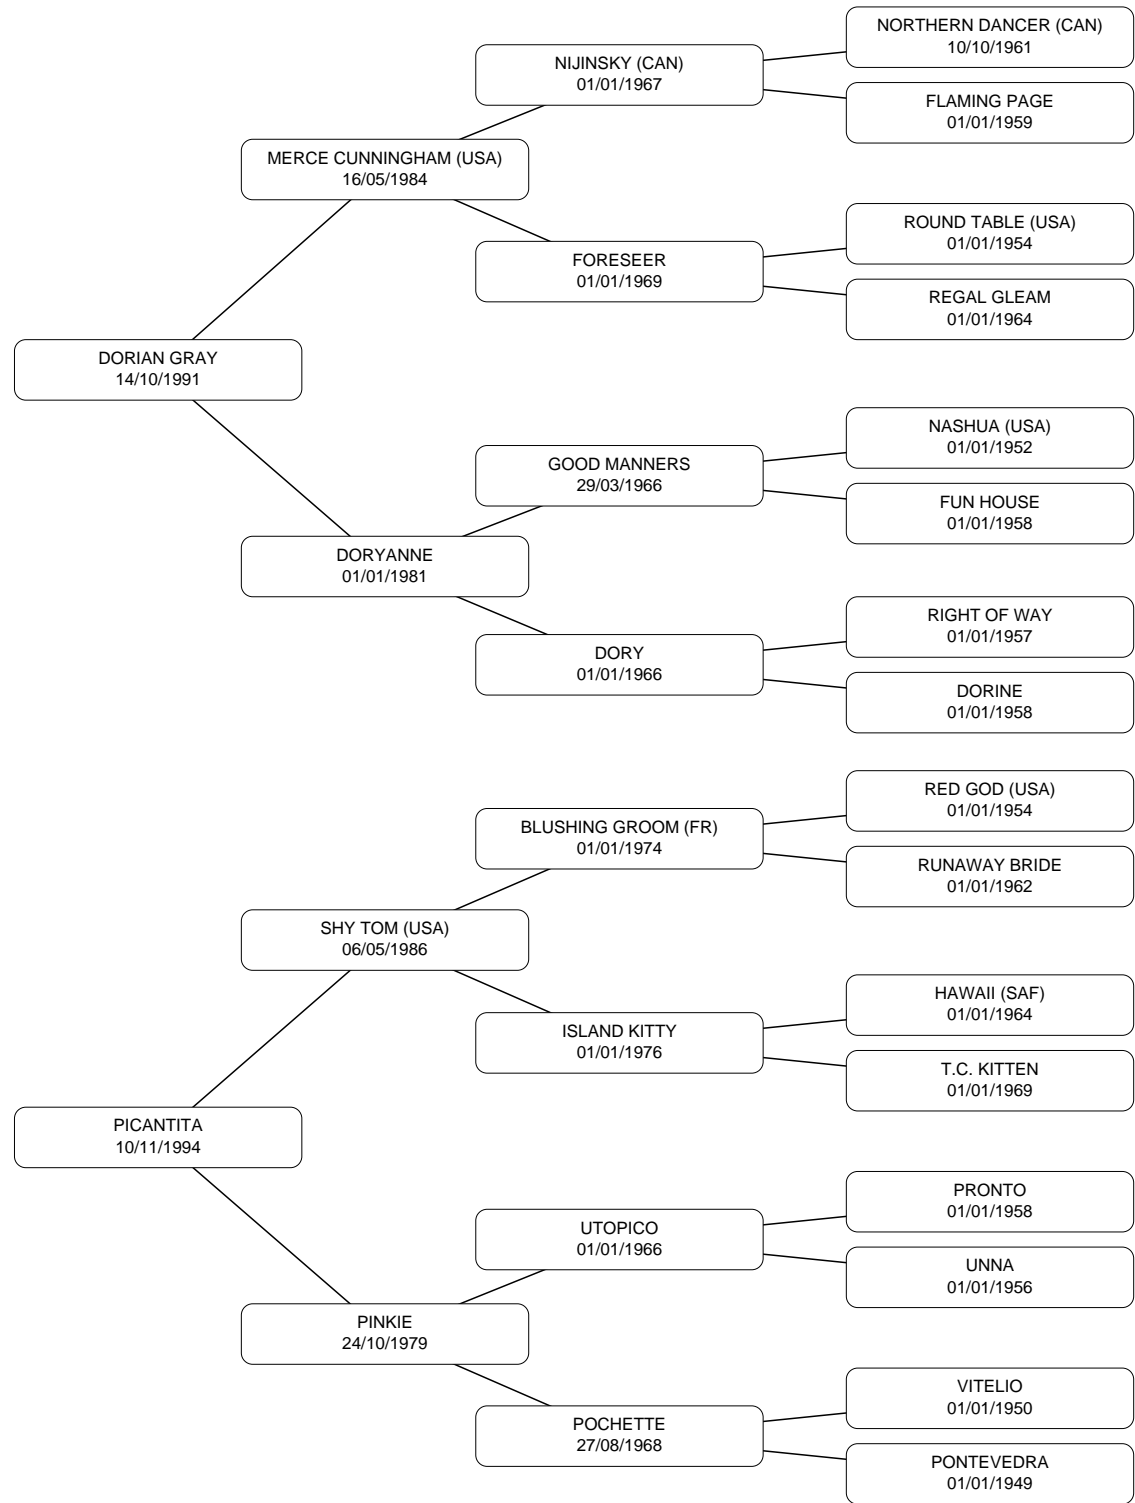 NORTHERN DANCER (CAN)
10/10/1961
NIJINSKY (CAN)
01/01/1967
FLAMING PAGE
01/01/1959
MERCE CUNNINGHAM (USA)
16/05/1984
ROUND TABLE (USA)
01/01/1954
FORESEER
01/01/1969
REGAL GLEAM
01/01/1964
DORIAN GRAY
14/10/1991
NASHUA (USA)
01/01/1952
GOOD MANNERS
29/03/1966
FUN HOUSE
01/01/1958
DORYANNE
01/01/1981
RIGHT OF WAY
01/01/1957
DORY
01/01/1966
DORINE
01/01/1958
RED GOD (USA)
01/01/1954
BLUSHING GROOM (FR)
01/01/1974
RUNAWAY BRIDE
01/01/1962
SHY TOM (USA)
06/05/1986
HAWAII (SAF)
01/01/1964
ISLAND KITTY
01/01/1976
T.C. KITTEN
01/01/1969
PICANTITA
10/11/1994
PRONTO
01/01/1958
UTOPICO
01/01/1966
UNNA
01/01/1956
PINKIE
24/10/1979
VITELIO
01/01/1950
POCHETTE
27/08/1968
PONTEVEDRA
01/01/1949